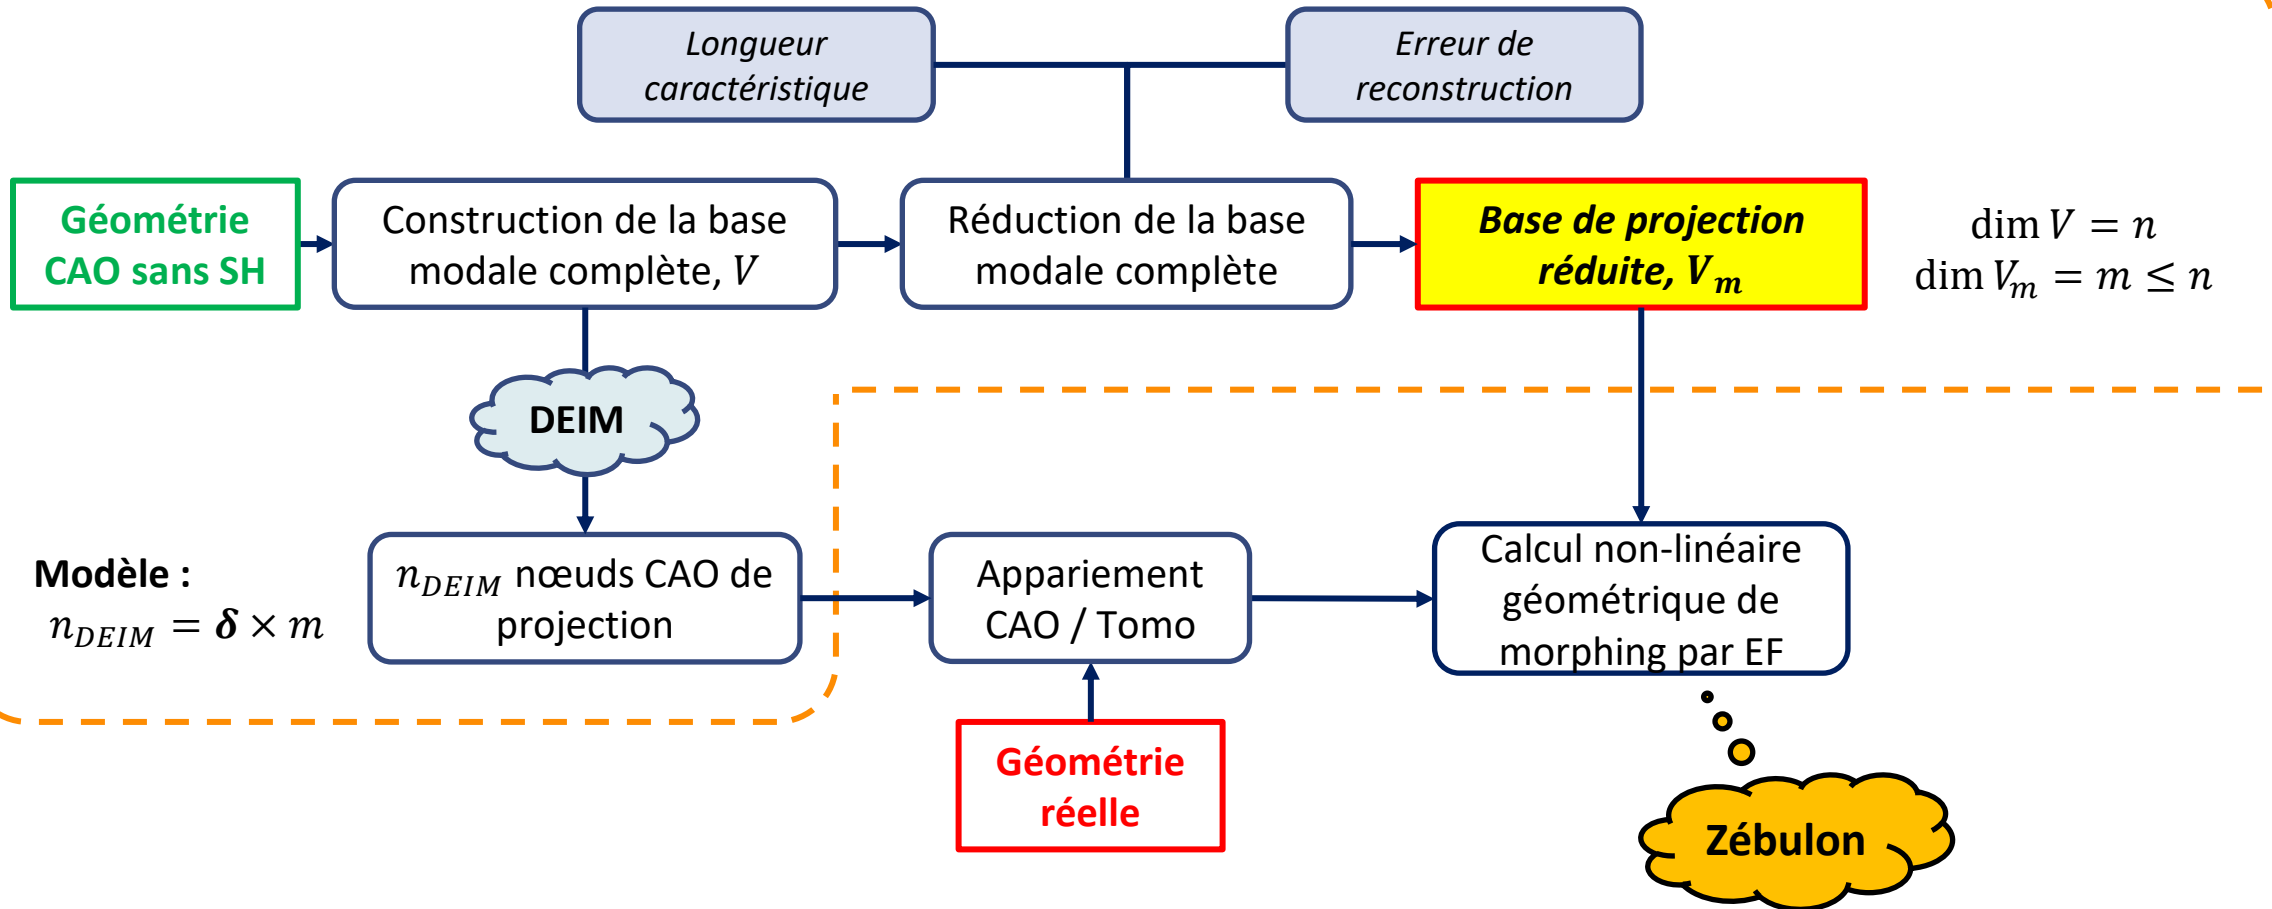 Longueur
caractéristique
Erreur de
reconstruction
Géométrie
CAO sans SH
Construction de la base
modale complète, V
Réduction de la base
modale complète
Base de projection
réduite, V_m
dim V = n
dim V_m = m ≤ n
DEIM
Modèle :
n_DEIM = δ × m
n_DEIM nœuds CAO de
projection
Appariement
CAO / Tomo
Calcul non-linéaire
géométrique de
morphing par EF
Géométrie
réelle
Zébulon